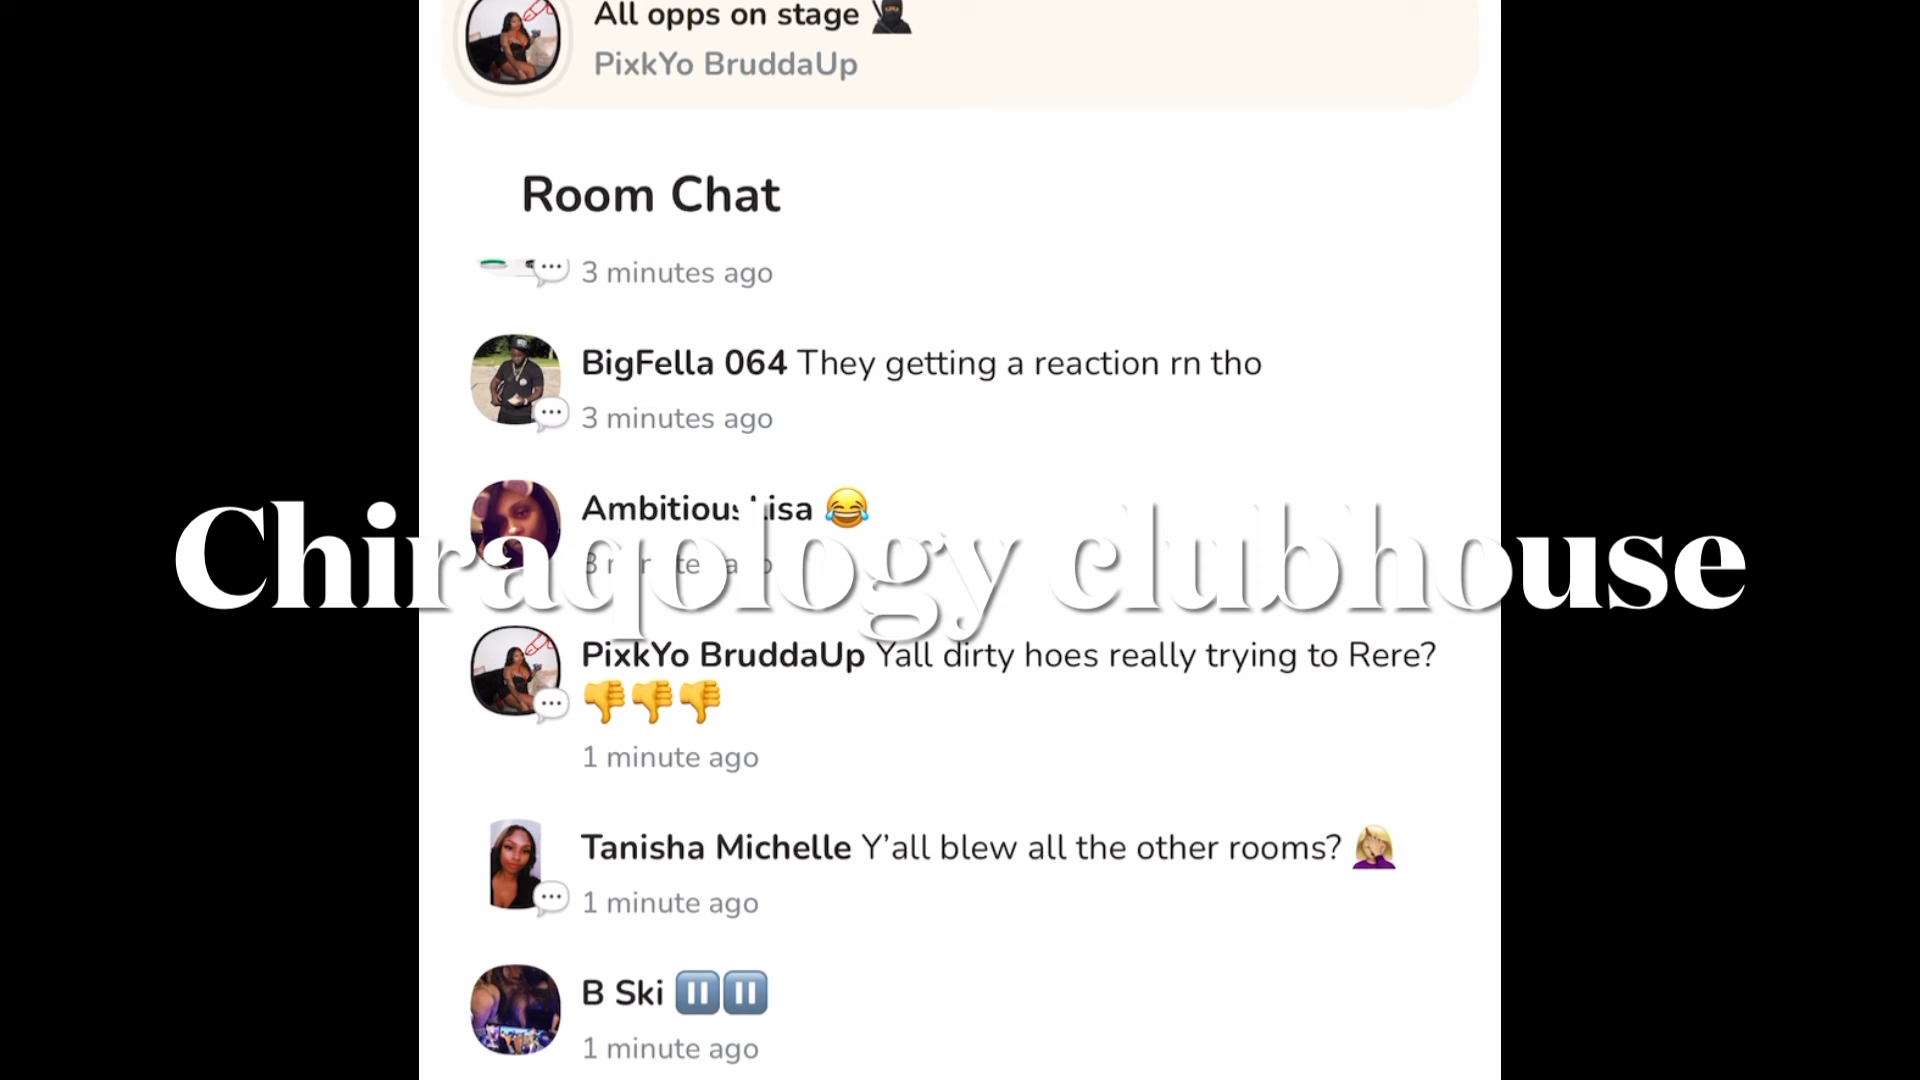 All opps on stage 🥷
PixkYo BruddaUp
Room Chat
3 minutes ago
BigFella 064 They getting a reaction rn tho
3 minutes ago
Ambitious Lisa 😂
Chiraqology clubhouse
PixkYo BruddaUp Yall dirty hoes really trying to Rere?
👎👎👎
1 minute ago
Tanisha Michelle Y'all blew all the other rooms? 🤦🏼‍♀️
1 minute ago
B Ski ⏸️⏸️
1 minute ago